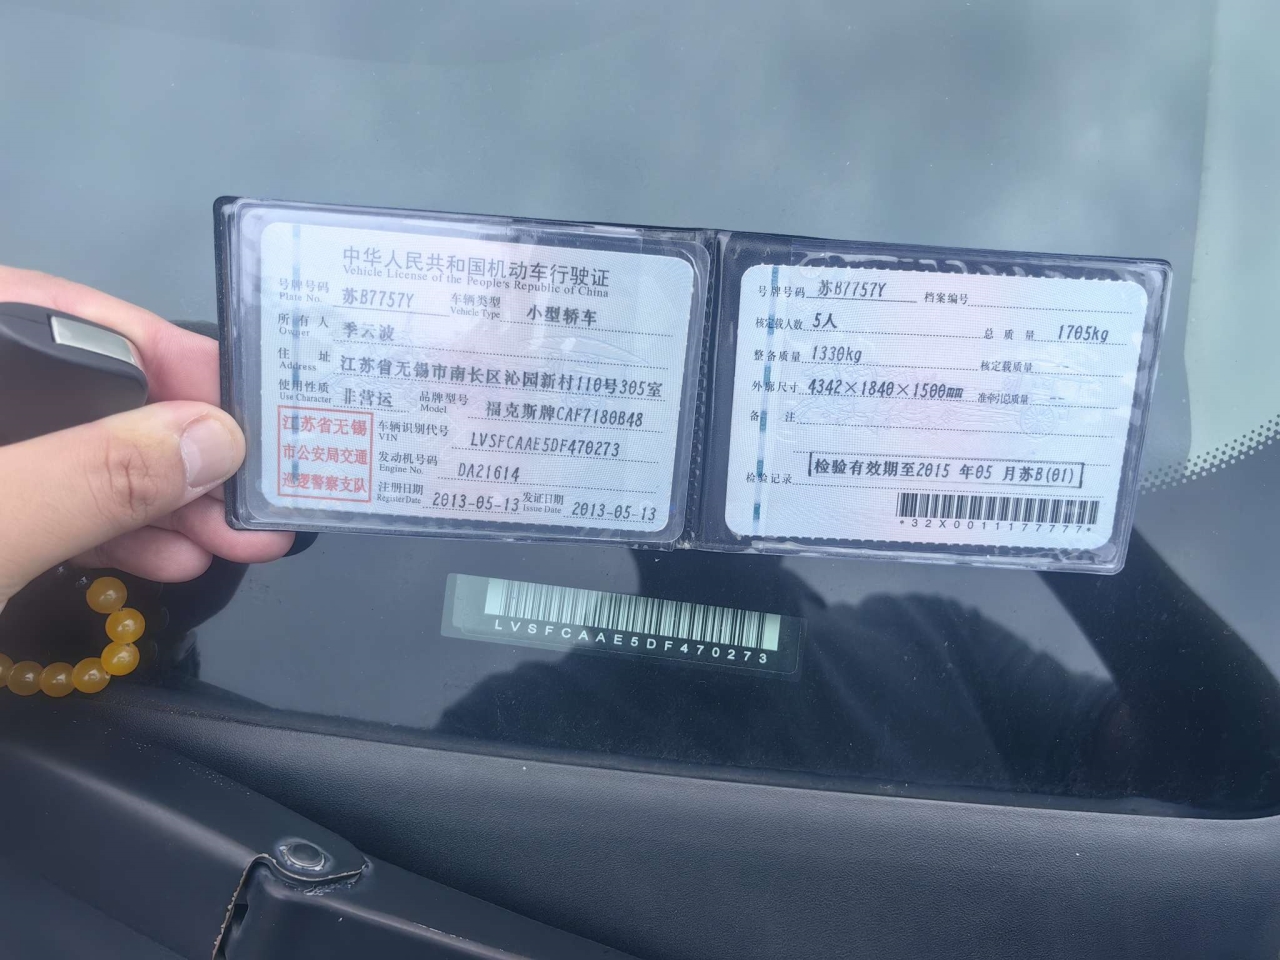 中华人民共和国机动车行驶证
Vehicle License of the People's Republic of China
号牌号码 苏B7757Y 车辆类型 小型轿车
Plate No. Vehicle Type
所有人 季云波
Owner
住址 江苏省无锡市南长区沁园新村110号305室
Address
使用性质 非营运 品牌型号 福克斯牌CAF7180B48
Use Character Model
江苏省无锡
市公安局交通
巡逻警察支队
车辆识别代号 LVSFCAAE5DF470273
VIN
发动机号码 DA21614
Engine No.
注册日期 2013-05-13 发证日期 2013-05-13
Register Date Issue Date
号牌号码 苏B7757Y 档案编号
核定载人数 5人 总质量 1705kg
整备质量 1330kg 核定载质量 --
外廓尺寸 4342×1840×1500mm 准牵引总质量 --
备注
检验记录 检验有效期至2015 年05 月苏B(01)
*32X0011177777*
LVSFCAAE5DF470273